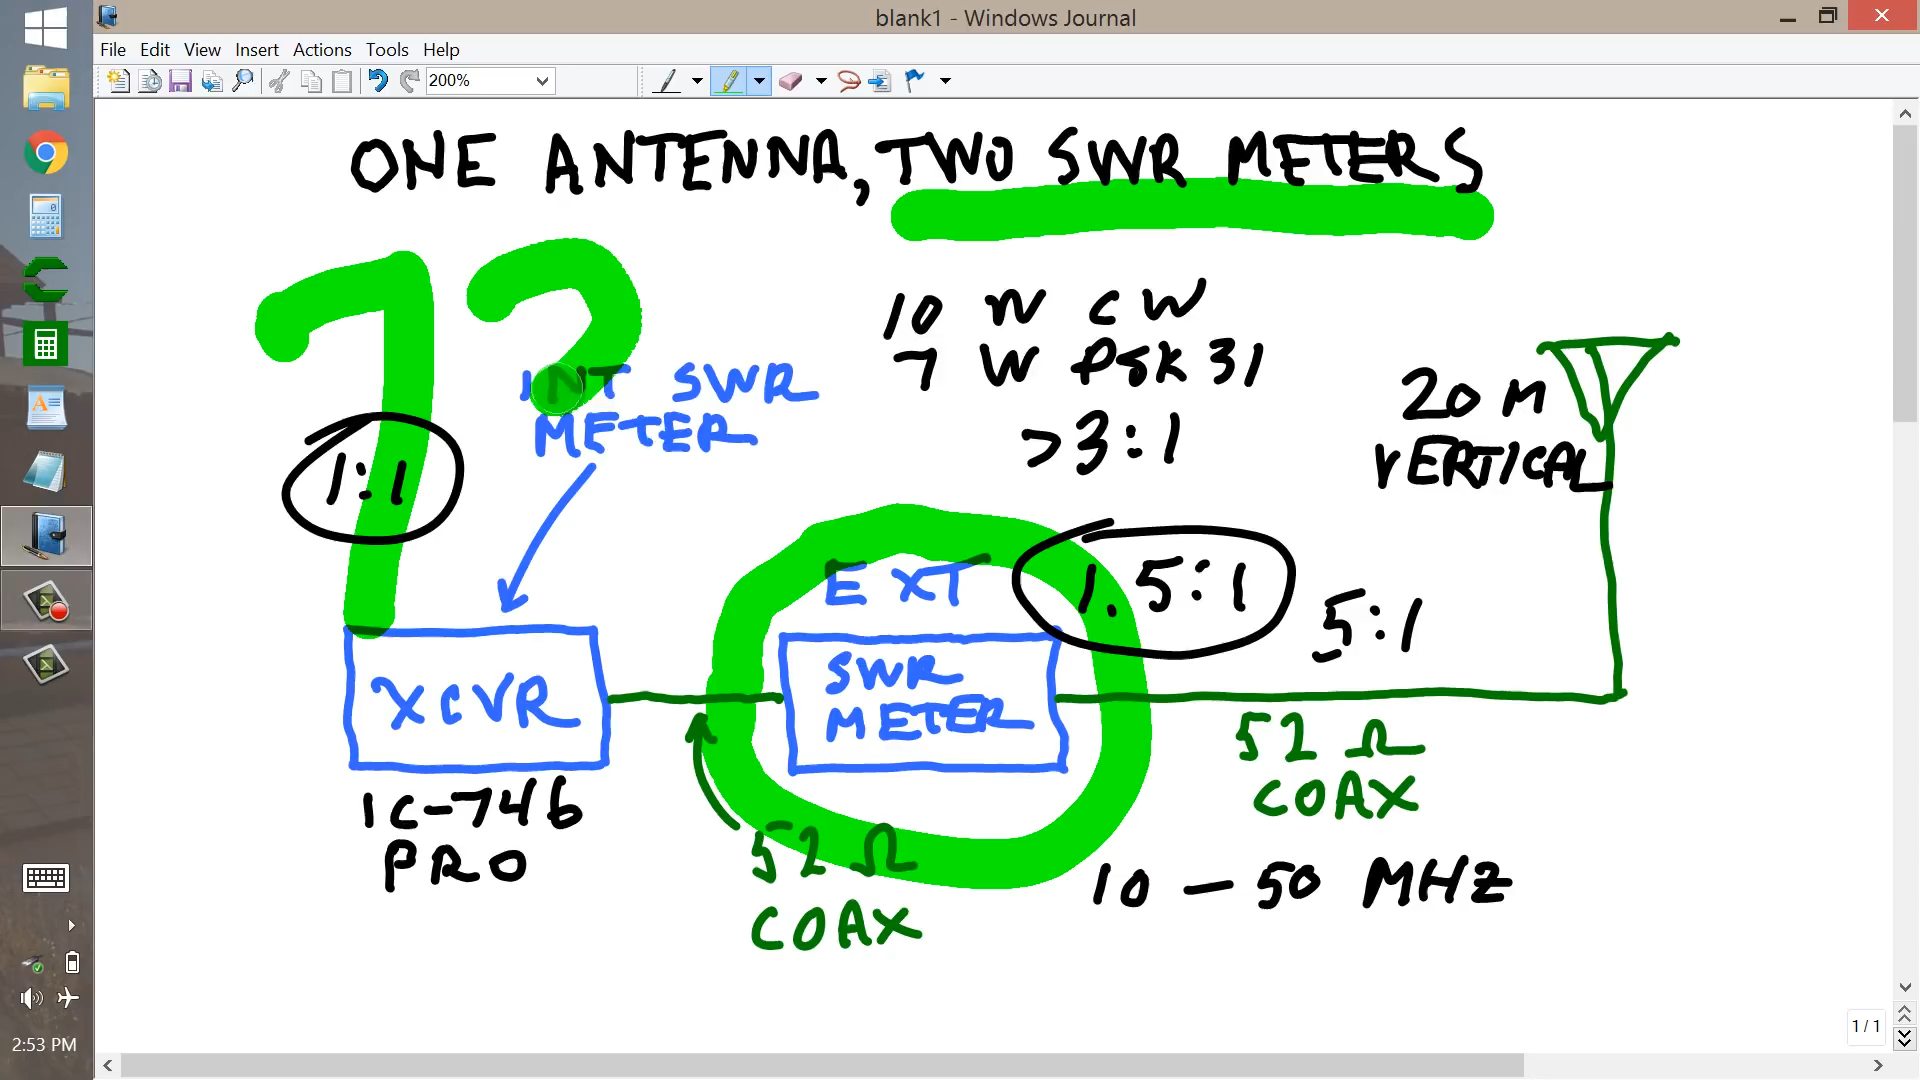 blank1 - Windows Journal
File Edit View Insert Actions Tools Help
200%
ONE ANTENNA, TWO SWR METERS
73
10 W CW
7 W PSK 31
>3:1
INT SWR
METER
1:1
20 M
VERTICAL
EXT
SWR
METER
1.5:1
5:1
XCVR
IC-746
PRO
52 Ω
COAX
52 Ω
COAX
10 - 50 MHZ
1 / 1
2:53 PM